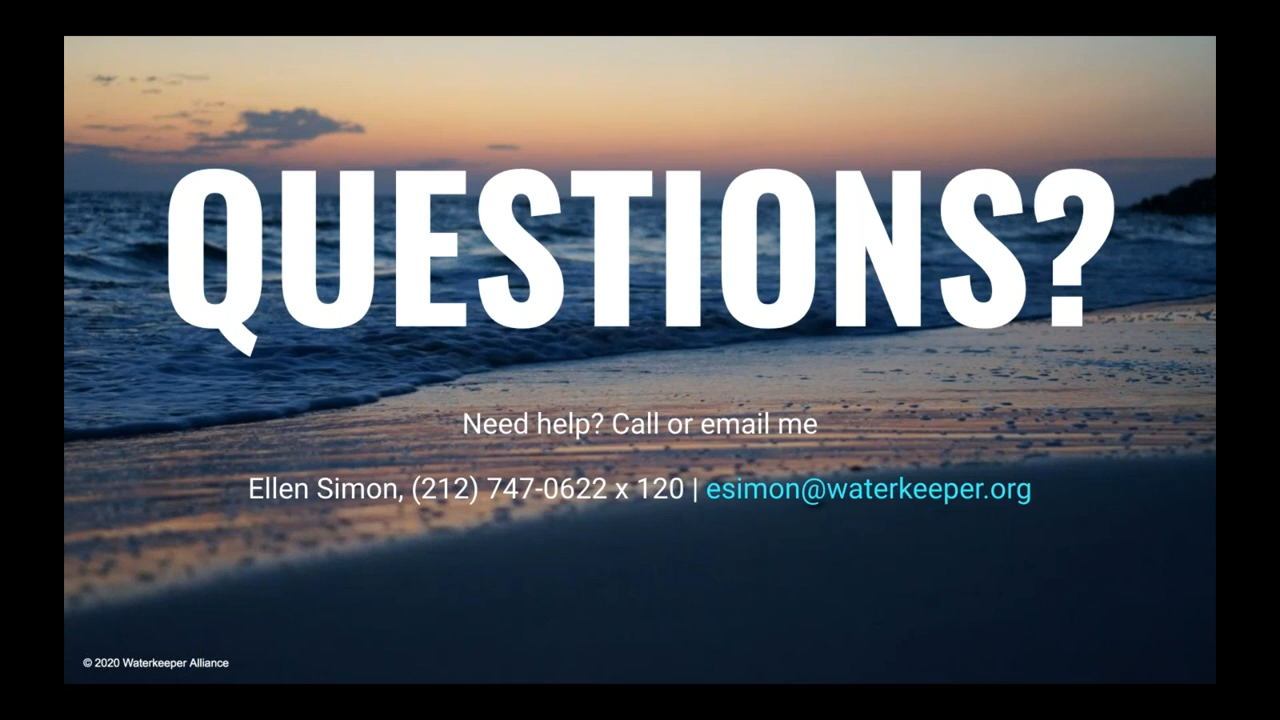 QUESTIONS?
Need help? Call or email me
Ellen Simon, (212) 747-0622 x 120 | esimon@waterkeeper.org
© 2020 Waterkeeper Alliance